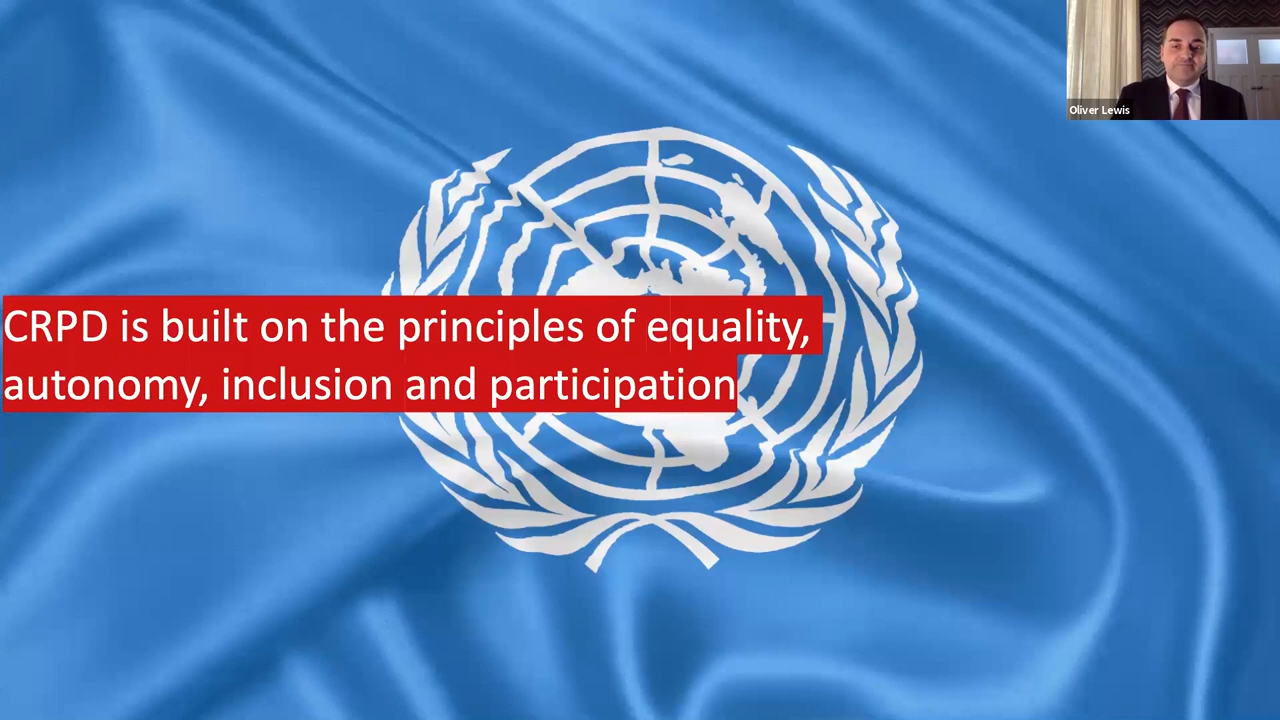 Oliver Lewis
CRPD is built on the principles of equality,
autonomy, inclusion and participation